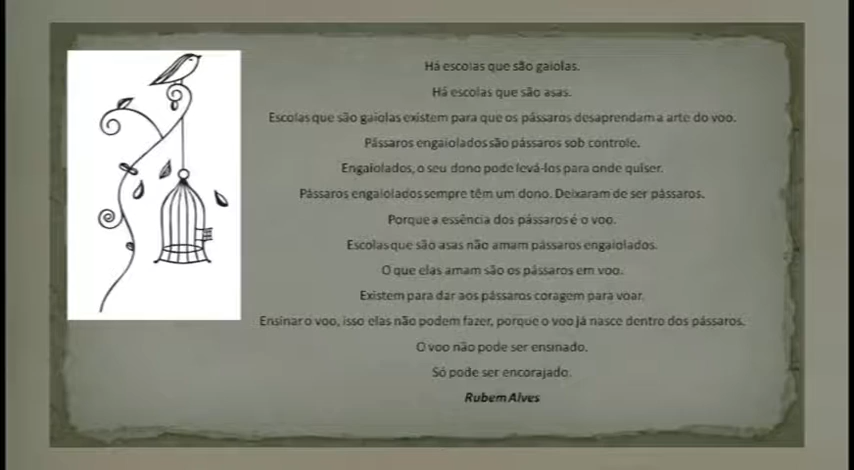 Há escolas que são gaiolas.
Há escolas que são asas.
Escolas que são gaiolas existem para que os pássaros desaprendam a arte do voo.
Pássaros engaiolados são pássaros sob controle.
Engaiolados, o seu dono pode levá-los para onde quiser.
Pássaros engaiolados sempre têm um dono. Deixaram de ser pássaros.
Porque a essência dos pássaros é o voo.
Escolas que são asas não amam pássaros engaiolados.
O que elas amam são os pássaros em voo.
Existem para dar aos pássaros coragem para voar.
Ensinar o voo, isso elas não podem fazer, porque o voo já nasce dentro dos pássaros.
O voo não pode ser ensinado.
Só pode ser encorajado.
Rubem Alves